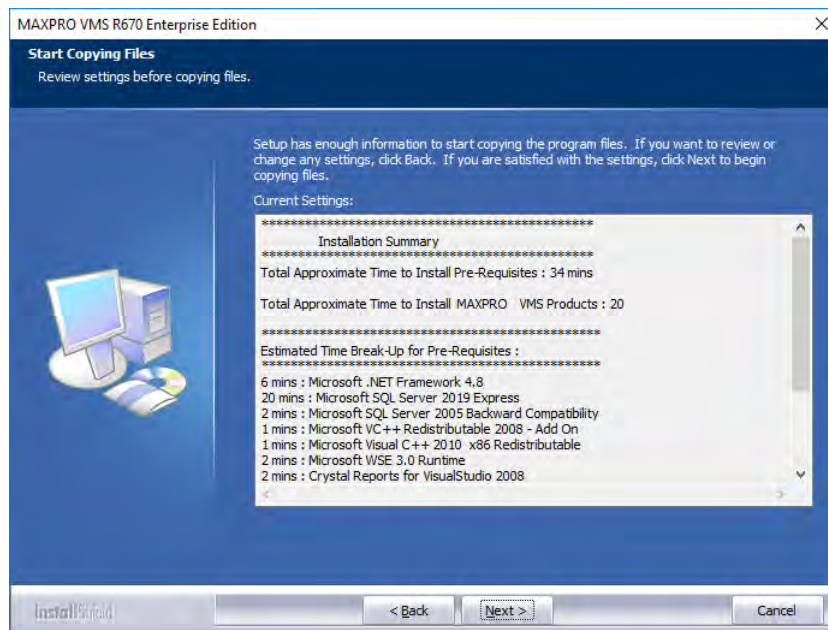 MAXPRO VMS R670 Enterprise Edition
Start Copying Files
Review settings before copying files.
Setup has enough information to start copying the program files. If you want to review or
change any settings, click Back. If you are satisfied with the settings, click Next to begin
copying files.
Current Settings:
**********************************************
Installation Summary
**********************************************
Total Approximate Time to Install Pre-Requisites : 34 mins
Total Approximate Time to Install MAXPRO VMS Products : 20
***********************************************
Estimated Time Break-Up for Pre-Requisites :
***********************************************
6 mins : Microsoft .NET Framework 4.8
20 mins : Microsoft SQL Server 2019 Express
2 mins : Microsoft SQL Server 2005 Backward Compatibility
1 mins : Microsoft VC++ Redistributable 2008 - Add On
1 mins : Microsoft Visual C++ 2010 x86 Redistributable
2 mins : Microsoft WSE 3.0 Runtime
2 mins : Crystal Reports for VisualStudio 2008
InstallShield
< Back
Next >
Cancel